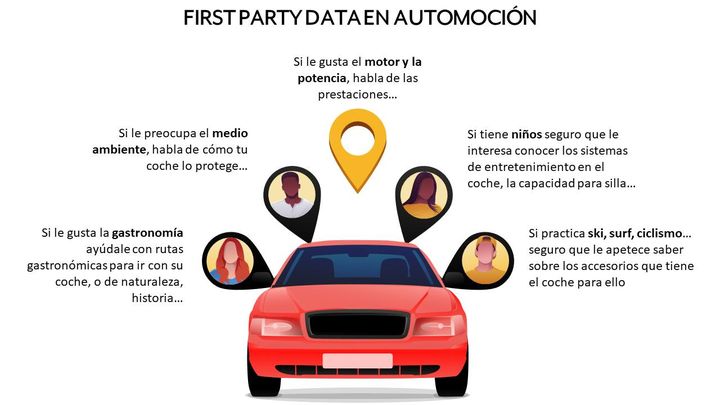 FIRST PARTY DATA EN AUTOMOCIÓN
Si le gusta el motor y la
potencia, habla de las
prestaciones...
Si le preocupa el medio
ambiente, habla de cómo tu
coche lo protege...
Si tiene niños seguro que le
interesa conocer los sistemas
de entretenimiento en el
coche, la capacidad para silla...
Si le gusta la gastronomía
ayúdale con rutas
gastronómicas para ir con su
coche, o de naturaleza,
historia...
Si practica ski, surf, ciclismo...
seguro que le apetece saber
sobre los accesorios que tiene
el coche para ello